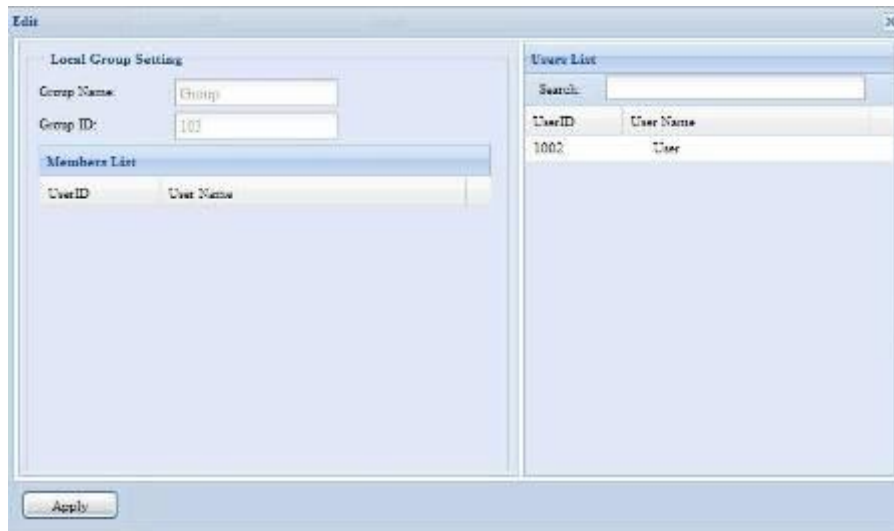 Edit
Local Group Setting
Group Name:
Group
Group ID:
103
Members List
UserID User Name
Users List
Search:
UserID User Name
1002 User
Apply